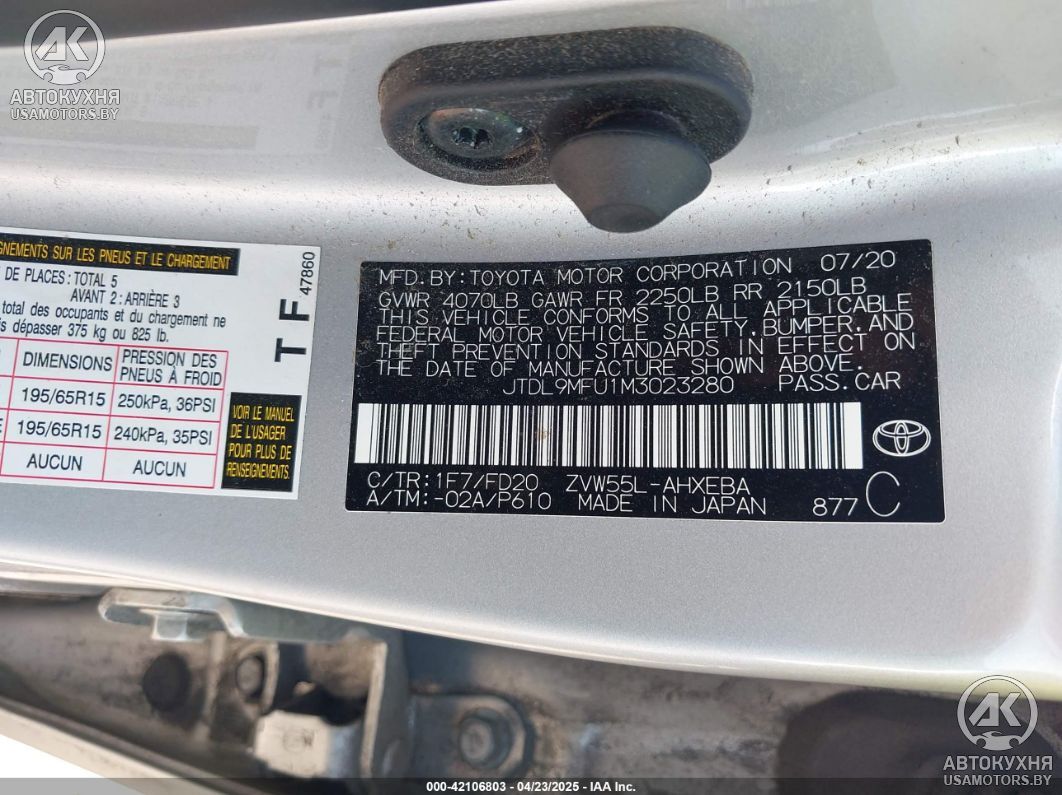 AK
АВТОКУХНЯ
USAMOTORS.BY
GNEMENTS SUR LES PNEUS ET LE CHARGEMENT
DE PLACES : TOTAL 5
AVANT 2 : ARRIÈRE 3
total des occupants et du chargement ne
is dépasser 375 kg ou 825 lb.
DIMENSIONS PRESSION DES PNEU À FROID
195/65R15 250kPa, 36PSI
195/65R15 240kPa, 35PSI
AUCUN AUCUN
47860
T F
VOIR LE MANUEL
DE L'USAGER
POUR PLUS DE
RENSEIGNEMENTS.
MFD. BY: TOYOTA MOTOR CORPORATION 07/20
GVWR 4070LB GAWR FR 2250LB RR 2150LB
THIS VEHICLE CONFORMS TO ALL APPLICABLE
FEDERAL MOTOR VEHICLE SAFETY, BUMPER, AND
THEFT PREVENTION STANDARDS IN EFFECT ON
THE DATE OF MANUFACTURE SHOWN ABOVE.
JTDL9MFU1M3023280 PASS. CAR
C/TR: 1F7/FD20 ZVW55L-AHXEBA
A/TM: -02A/P610 MADE IN JAPAN 877 C
AK
АВТОКУХНЯ
USAMOTORS.BY
000-42106803 - 04/23/2025 - IAA Inc.